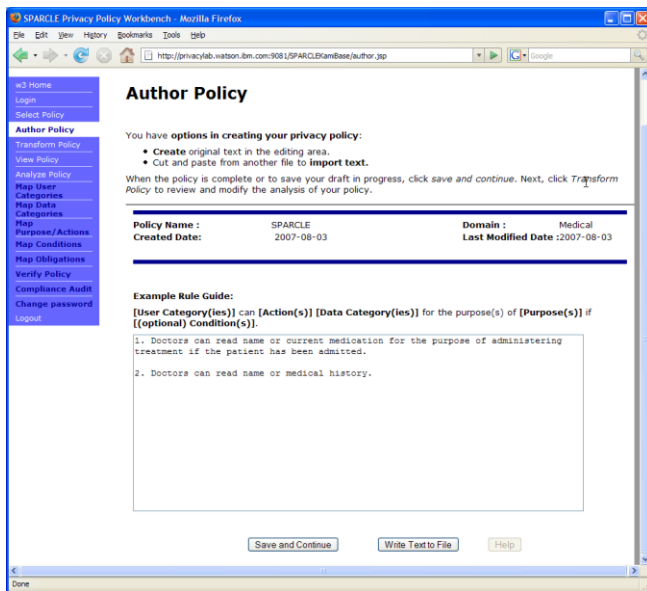 SPARCLE Privacy Policy Workbench - Mozilla Firefox
File Edit View History Bookmarks Tools Help
http://privacylab.watson.ibm.com:9081/SPARCLEKamiBase/author.jsp
G Google
w3 Home
Login
Select Policy
Author Policy
Transform Policy
View Policy
Analyze Policy
Map User
Categories
Map Data
Categories
Map
Purpose/Actions
Map Conditions
Map Obligations
Verify Policy
Compliance Audit
Change password
Logout
Author Policy
You have options in creating your privacy policy:
• Create original text in the editing area.
• Cut and paste from another file to import text.
When the policy is complete or to save your draft in progress, click save and continue. Next, click Transform
Policy to review and modify the analysis of your policy.
Policy Name : SPARCLE Domain : Medical
Created Date: 2007-08-03 Last Modified Date :2007-08-03
Example Rule Guide:
[User Category(ies)] can [Action(s)] [Data Category(ies)] for the purpose(s) of [Purpose(s)] if
[(optional) Condition(s)].
1. Doctors can read name or current medication for the purpose of administering
treatment if the patient has been admitted.
2. Doctors can read name or medical history.
Save and Continue Write Text to File Help
Done